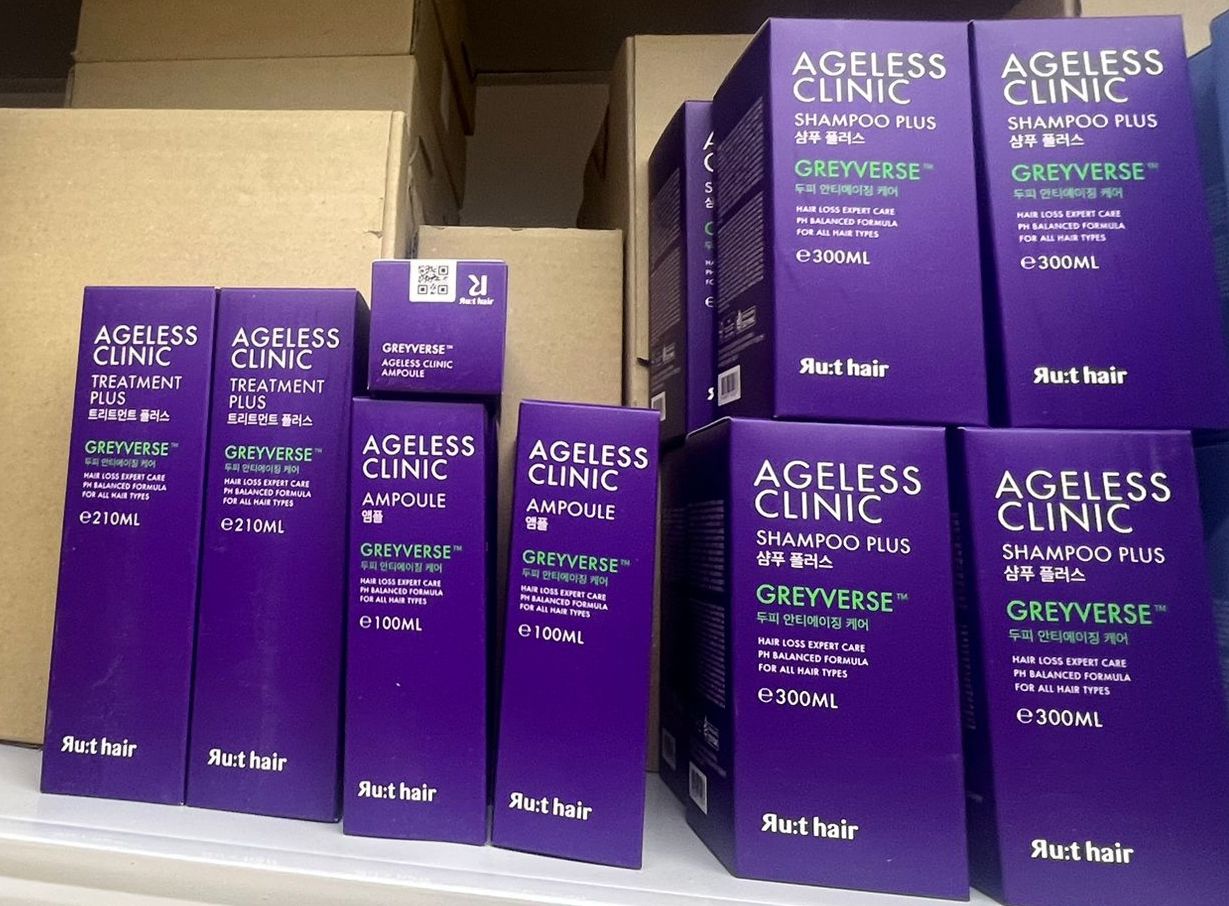 AGELESS
CLINIC
TREATMENT
PLUS
트리트먼트 플러스
GREYVERSE™
두피 안티에이징 케어
HAIR LOSS EXPERT CARE
PH BALANCED FORMULA
FOR ALL HAIR TYPES
℮210ML
Яu:t hair
AGELESS
CLINIC
TREATMENT
PLUS
트리트먼트 플러스
GREYVERSE™
두피 안티에이징 케어
HAIR LOSS EXPERT CARE
PH BALANCED FORMULA
FOR ALL HAIR TYPES
℮210ML
Яu:t hair
Яu:t hair
GREYVERSE™
AGELESS CLINIC
AMPOULE
AGELESS
CLINIC
AMPOULE
앰플
GREYVERSE™
두피 안티에이징 케어
HAIR LOSS EXPERT CARE
PH BALANCED FORMULA
FOR ALL HAIR TYPES
℮100ML
Яu:t hair
AGELESS
CLINIC
AMPOULE
앰플
GREYVERSE™
두피 안티에이징 케어
HAIR LOSS EXPERT CARE
PH BALANCED FORMULA
FOR ALL HAIR TYPES
℮100ML
Яu:t hair
AGELESS
CLINIC
SHAMPOO PLUS
샴푸 플러스
GREYVERSE™
두피 안티에이징 케어
HAIR LOSS EXPERT CARE
PH BALANCED FORMULA
FOR ALL HAIR TYPES
℮300ML
Яu:t hair
AGELESS
CLINIC
SHAMPOO PLUS
샴푸 플러스
GREYVERSE™
두피 안티에이징 케어
HAIR LOSS EXPERT CARE
PH BALANCED FORMULA
FOR ALL HAIR TYPES
℮300ML
Яu:t hair
AGELESS
CLINIC
SHAMPOO PLUS
샴푸 플러스
GREYVERSE™
두피 안티에이징 케어
HAIR LOSS EXPERT CARE
PH BALANCED FORMULA
FOR ALL HAIR TYPES
℮300ML
Яu:t hair
AGELESS
CLINIC
SHAMPOO PLUS
샴푸 플러스
GREYVERSE™
두피 안티에이징 케어
HAIR LOSS EXPERT CARE
PH BALANCED FORMULA
FOR ALL HAIR TYPES
℮300ML
Яu:t hair